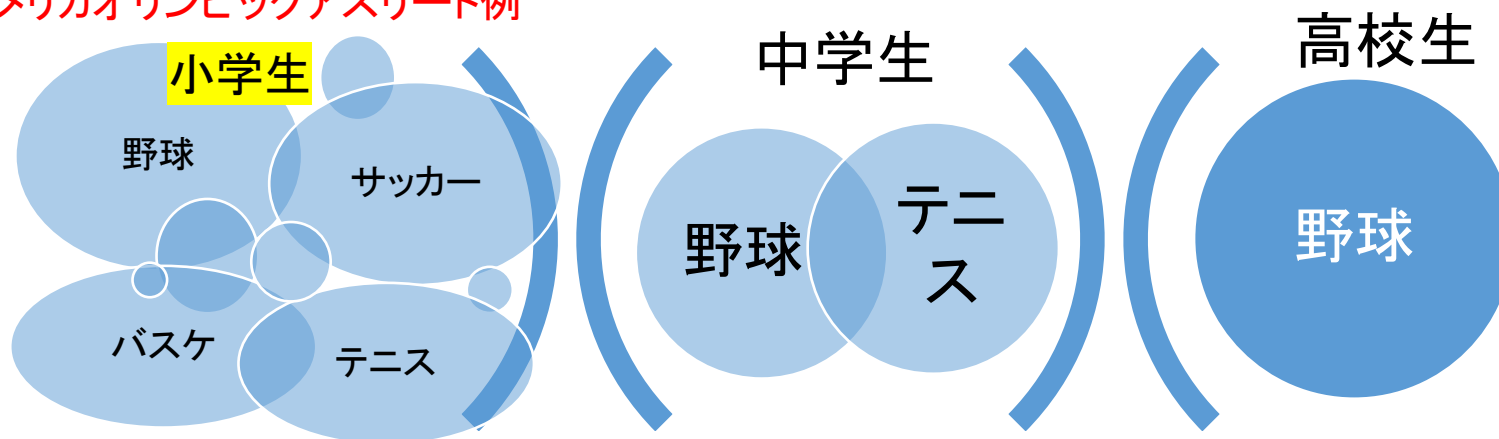 メリカオリンピックアスリート例
小学生
野球
サッカー
バスケ
テニス
中学生
野球
テニ
ス
高校生
野球